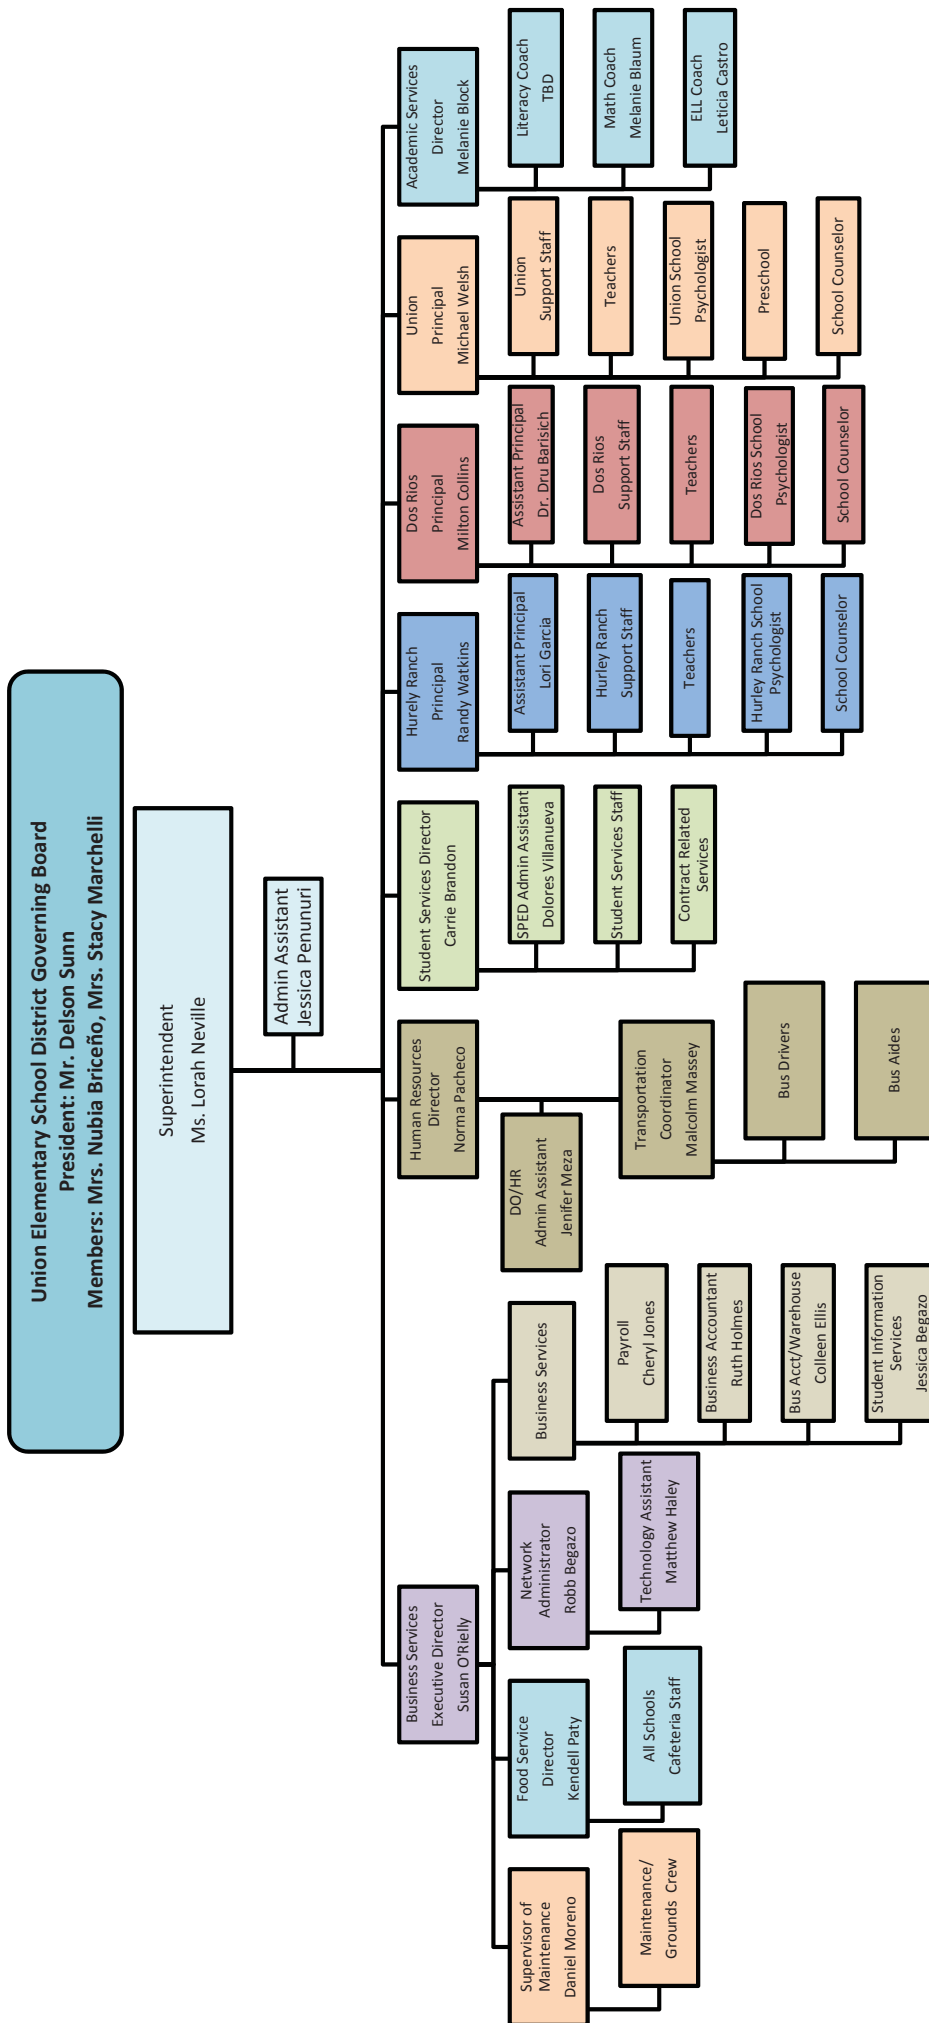 Union Elementary School District Governing Board
President: Mr. Delson Sunn
Members: Mrs. Nubia Briceño, Mrs. Stacy Marchelli
Superintendent
Ms. Lorah Neville
Admin Assistant
Jessica Penunuri
Business Services
Executive Director
Susan O'Rielly
Supervisor of
Maintenance
Daniel Moreno
Maintenance/
Grounds Crew
Food Service
Director
Kendell Paty
All Schools
Cafeteria Staff
Network
Administrator
Robb Begazo
Technology Assistant
Matthew Haley
Business Services
Payroll
Cheryl Jones
Business Accountant
Ruth Holmes
Bus Acct/Warehouse
Colleen Ellis
Student Information
Services
Jessica Begazo
Human Resources
Director
Norma Pacheco
DO/HR
Admin Assistant
Jenifer Meza
Transportation
Coordinator
Malcolm Massey
Bus Drivers
Bus Aides
Student Services Director
Carrie Brandon
SPED Admin Assistant
Dolores Villanueva
Student Services Staff
Contract Related
Services
Hurely Ranch
Principal
Randy Watkins
Assistant Principal
Lori Garcia
Hurley Ranch
Support Staff
Teachers
Hurley Ranch School
Psychologist
School Counselor
Dos Rios
Principal
Milton Collins
Assistant Principal
Dr. Dru Barisich
Dos Rios
Support Staff
Teachers
Dos Rios School
Psychologist
School Counselor
Union
Principal
Michael Welsh
Union
Support Staff
Teachers
Union School
Psychologist
Preschool
School Counselor
Academic Services
Director
Melanie Block
Literacy Coach
TBD
Math Coach
Melanie Blaum
ELL Coach
Leticia Castro